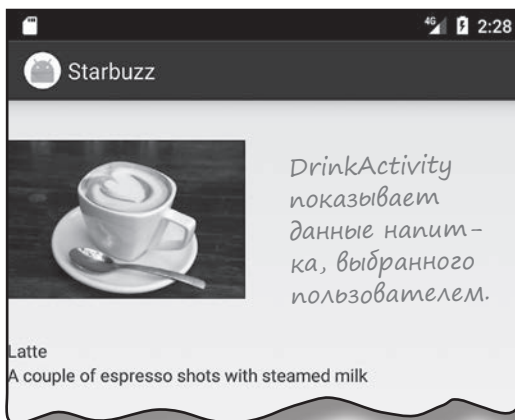 4G 2:28
Starbuzz
DrinkActivity
показывает
данные напит-
ка, выбранного
пользователем.
Latte
A couple of espresso shots with steamed milk